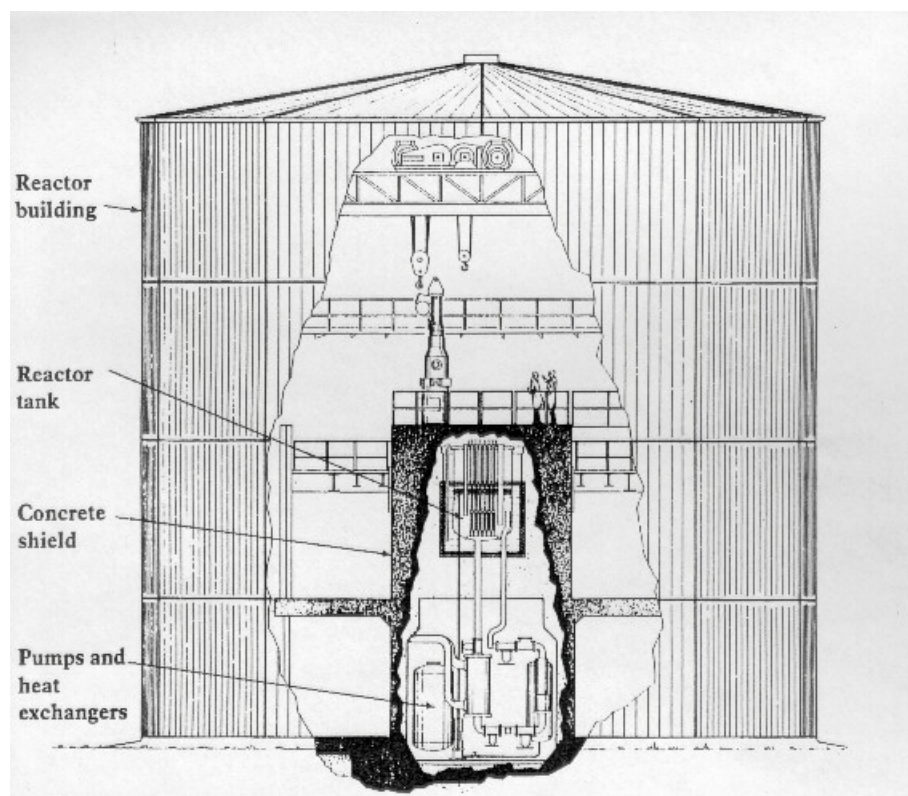 Reactor
building
Reactor
tank
Concrete
shield
Pumps and
heat
exchangers